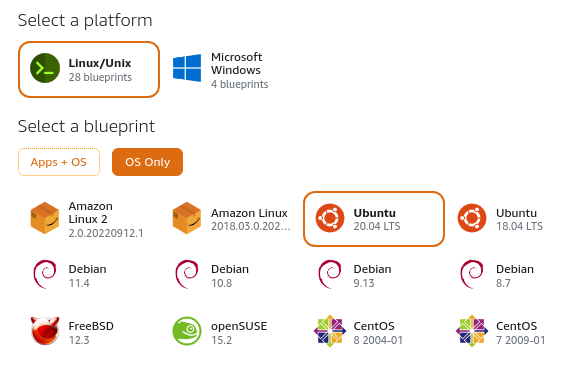 Select a platform
Linux/Unix
28 blueprints
Microsoft
Windows
4 blueprints
Select a blueprint
Apps + OS
OS Only
Amazon
Linux 2
2.0.20220912.1
Amazon Linux
2018.03.0.202...
Ubuntu
20.04 LTS
Ubuntu
18.04 LTS
Debian
11.4
Debian
10.8
Debian
9.13
Debian
8.7
FreeBSD
12.3
openSUSE
15.2
CentOS
8 2004-01
CentOS
7 2009-01